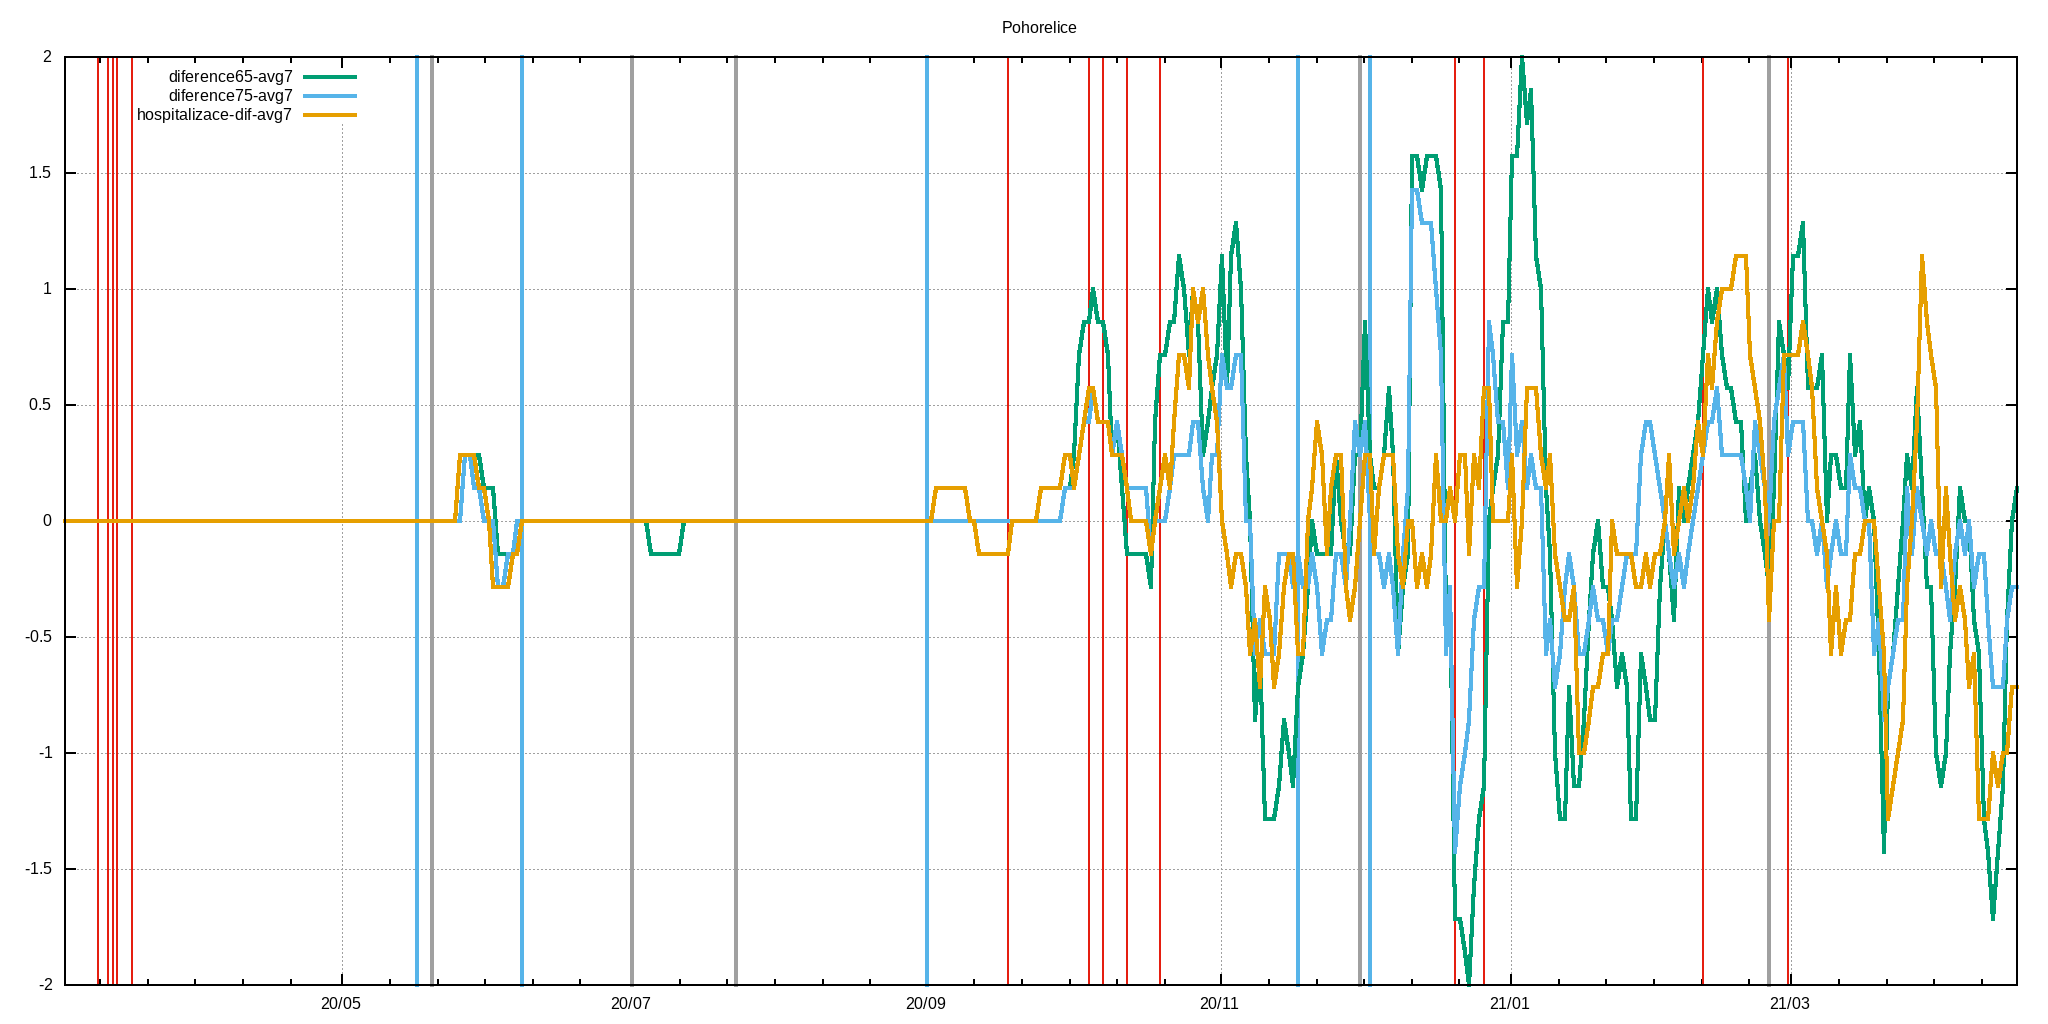 Pohorelice
diference65-avg7
diference75-avg7
hospitalizace-dif-avg7
2
1.5
1
0.5
0
-0.5
-1
-1.5
-2
20/05 20/07 20/09 20/11 21/01 21/03